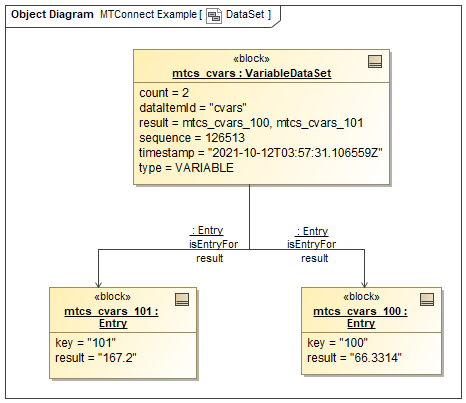 Object Diagram MTConnect Example [ DataSet ]
«block»
mtcs_cvars : VariableDataSet
count = 2
dataItemId = "cvars"
result = mtcs_cvars_100, mtcs_cvars_101
sequence = 126513
timestamp = "2021-10-12T03:57:31.106559Z"
type = VARIABLE
: Entry
isEntryFor
result
: Entry
isEntryFor
result
«block»
mtcs_cvars_101 :
Entry
key = "101"
result = "167.2"
«block»
mtcs_cvars_100 :
Entry
key = "100"
result = "66.3314"